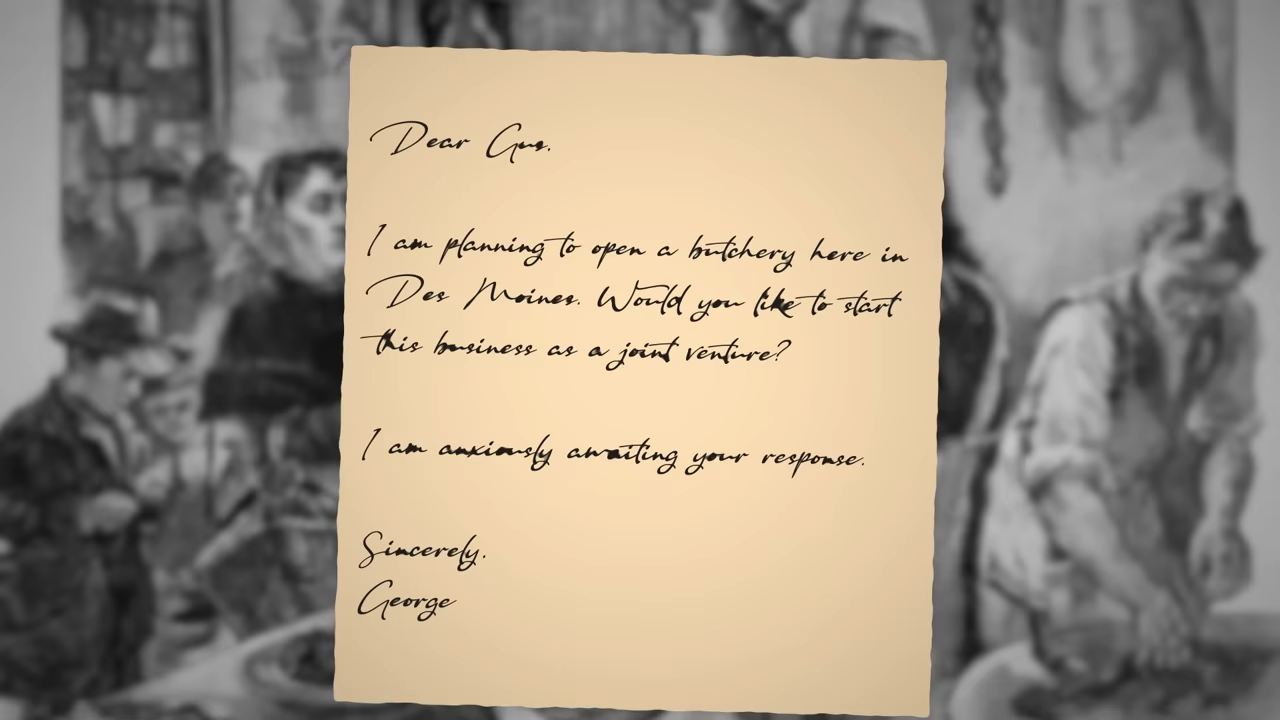 Dear Gus,
I am planning to open a butchery here in
Des Moines. Would you like to start
this business as a joint venture?
I am anxiously awaiting your response.
Sincerely,
George